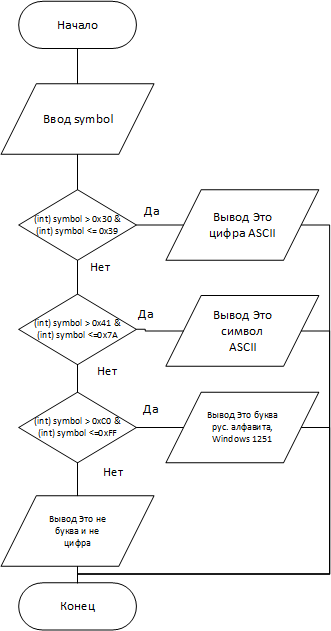 Начало
Ввод symbol
(int) symbol > 0x30 &
(int) symbol <= 0x39
Да
Вывод Это
цифра ASCII
Нет
(int) symbol > 0x41 &
(int) symbol <=0x7A
Да
Вывод Это
символ
ASCII
Нет
(int) symbol > 0xC0 &
(int) symbol <=0xFF
Да
Вывод Это буква
рус. алфавита,
Windows 1251
Нет
Вывод Это не
буква и не
цифра
Конец